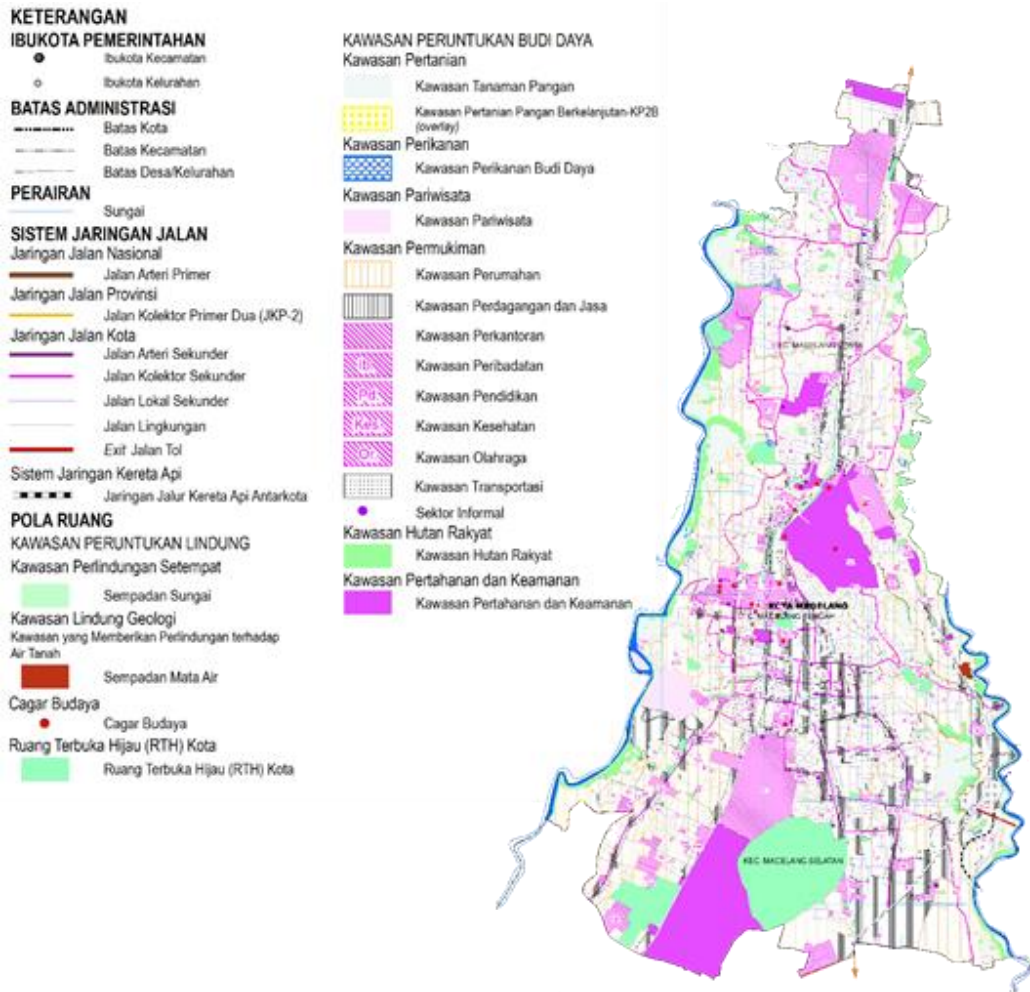 KETERANGAN
IBUKOTA PEMERINTAHAN
Ibukota Kecamatan
Ibukota Kelurahan
BATAS ADMINISTRASI
Batas Kota
Batas Kecamatan
Batas Desa/Kelurahan
PERAIRAN
Sungai
SISTEM JARINGAN JALAN
Jaringan Jalan Nasional
Jalan Arteri Primer
Jaringan Jalan Provinsi
Jalan Kolektor Primer Dua (JKP-2)
Jaringan Jalan Kota
Jalan Arteri Sekunder
Jalan Kolektor Sekunder
Jalan Lokal Sekunder
Jalan Lingkungan
Exit Jalan Tol
Sistem Jaringan Kereta Api
Jaringan Jalur Kereta Api Antarkota
POLA RUANG
KAWASAN PERUNTUKAN LINDUNG
Kawasan Perlindungan Setempat
Sempadan Sungai
Kawasan Lindung Geologi
Kawasan yang Memberikan Perlindungan terhadap
Air Tanah
Sempadan Mata Air
Cagar Budaya
Cagar Budaya
Ruang Terbuka Hijau (RTH) Kota
Ruang Terbuka Hijau (RTH) Kota
KAWASAN PERUNTUKAN BUDI DAYA
Kawasan Pertanian
Kawasan Tanaman Pangan
Kawasan Pertanian Pangan Berkelanjutan-KP2B
(overlay)
Kawasan Perikanan
Kawasan Perikanan Budi Daya
Kawasan Pariwisata
Kawasan Pariwisata
Kawasan Permukiman
Kawasan Perumahan
Kawasan Perdagangan dan Jasa
Kawasan Perkantoran
Kawasan Peribadatan
Pd
Kawasan Pendidikan
Kes
Kawasan Kesehatan
Or
Kawasan Olahraga
Kawasan Transportasi
Sektor Informal
Kawasan Hutan Rakyat
Kawasan Hutan Rakyat
Kawasan Pertahanan dan Keamanan
Kawasan Pertahanan dan Keamanan
KOTA MAGELANG
KEC. MAGELANG SELATAN